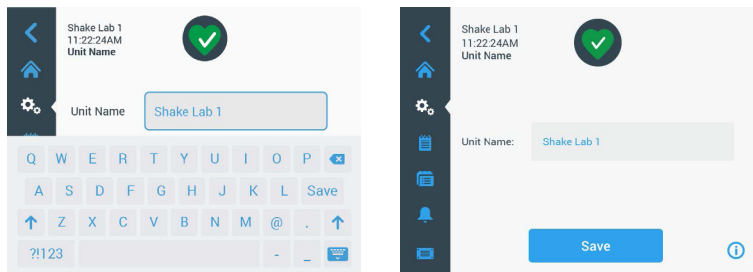 Shake Lab 1
11:22:24AM
Unit Name
Unit Name Shake Lab 1
Q W E R T Y U I O P
A S D F G H J K L Save
Z X C V B N M @ .
?!123 - _
Shake Lab 1
11:22:24AM
Unit Name
Unit Name: Shake Lab 1
Save